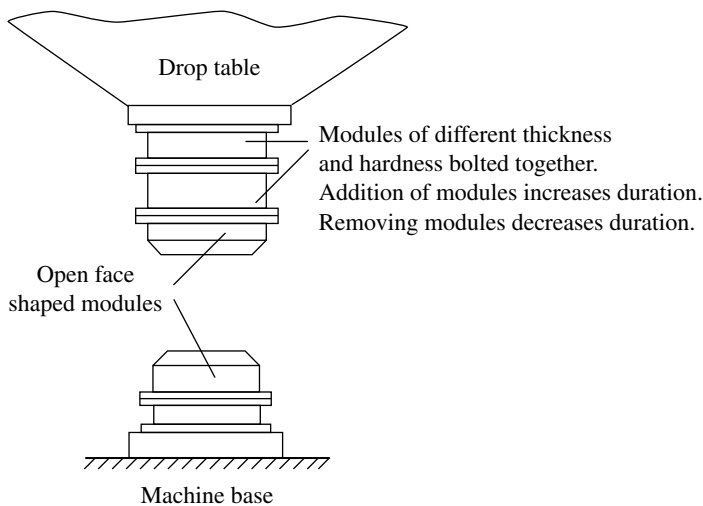 Drop table
Modules of different thickness
and hardness bolted together.
Addition of modules increases duration.
Removing modules decreases duration.
Open face
shaped modules
Machine base